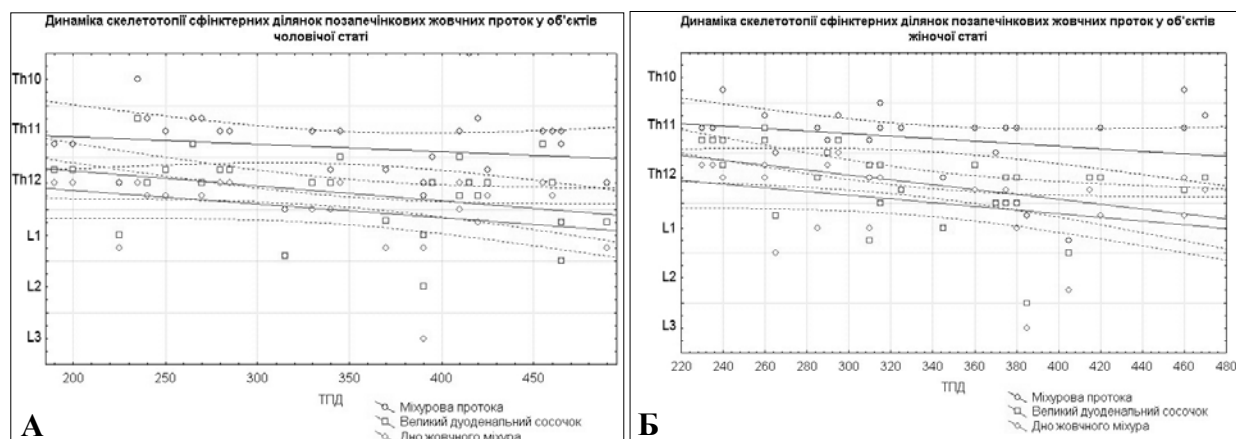 Динаміка скелетотопії сфінктерних ділянок позапечінкових жовчних проток у об'єктів
чоловічої статі
Th10
Th11
Th12
L1
L2
L3
200 250 300 350 400 450
ТПД
Міхурова протока
Великий дуоденальний сосочок
Дно жовчного міхура
А
Динаміка скелетотопії сфінктерних ділянок позапечінкових жовчних проток у об'єктів
жіночої статі
Th10
Th11
Th12
L1
L2
L3
220 240 260 280 300 320 340 360 380 400 420 440 460 480
ТПД
Міхурова протока
Великий дуоденальний сосочок
Дно жовчного міхура
Б